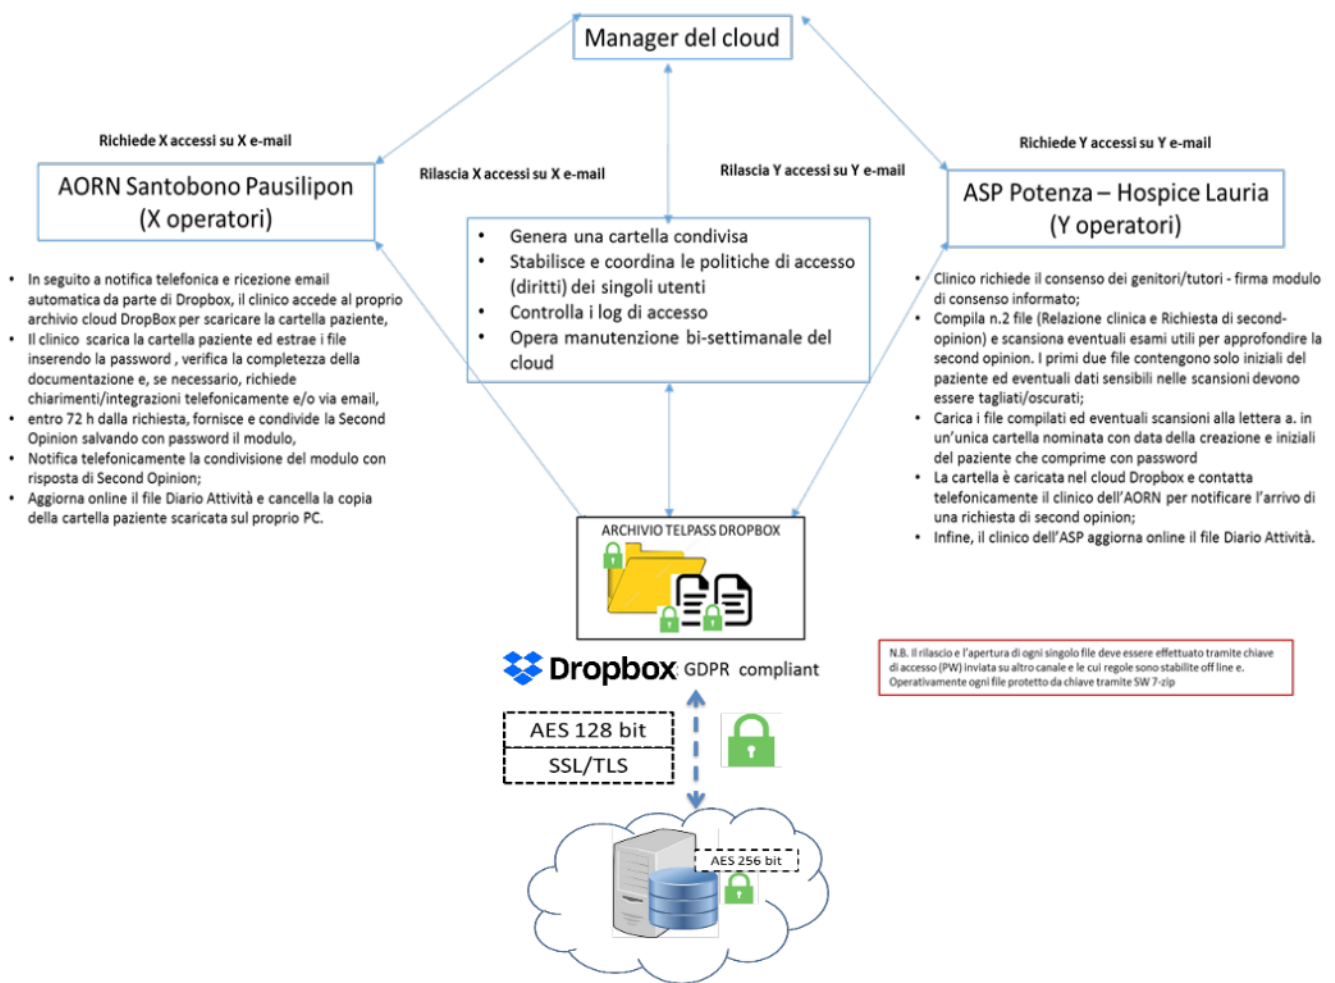 Manager del cloud
Richiede X accessi su X e-mail
Richiede Y accessi su Y e-mail
Rilascia X accessi su X e-mail
Rilascia Y accessi su Y e-mail
AORN Santobono Pausilipon
(X operatori)
ASP Potenza – Hospice Lauria
(Y operatori)
• Genera una cartella condivisa
• Stabilisce e coordina le politiche di accesso
(diritti) dei singoli utenti
• Controlla i log di accesso
• Opera manutenzione bi-settimanale del
cloud
• In seguito a notifica telefonica e ricezione email
automatica da parte di Dropbox, il clinico accede al proprio
archivio cloud DropBox per scaricare la cartella paziente,
• Il clinico scarica la cartella paziente ed estrae i file
inserendo la password , verifica la completezza della
documentazione e, se necessario, richiede
chiarimenti/integrazioni telefonicamente e/o via email,
• entro 72 h dalla richiesta, fornisce e condivide la Second
Opinion salvando con password il modulo,
• Notifica telefonicamente la condivisione del modulo con
risposta di Second Opinion;
• Aggiorna online il file Diario Attività e cancella la copia
della cartella paziente scaricata sul proprio PC.
• Clinico richiede il consenso dei genitori/tutori - firma modulo
di consenso informato;
• Compila n.2 file (Relazione clinica e Richiesta di second-
opinion) e scansiona eventuali esami utili per approfondire la
second opinion. I primi due file contengono solo iniziali del
paziente ed eventuali dati sensibili nelle scansioni devono
essere tagliati/oscurati;
• Carica i file compilati ed eventuali scansioni alla lettera a. in
un'unica cartella nominata con data della creazione e iniziali
del paziente che comprime con password
• La cartella è caricata nel cloud Dropbox e contatta
telefonicamente il clinico dell'AORN per notificare l'arrivo di
una richiesta di second opinion;
• Infine, il clinico dell'ASP aggiorna online il file Diario Attività.
ARCHIVIO TELPASS DROPBOX
Dropbox: GDPR compliant
N.B. Il rilascio e l'apertura di ogni singolo file deve essere effettuato tramite chiave
di accesso (PW) inviata su altro canale e le cui regole sono stabilite off line e.
Operativamente ogni file protetto da chiave tramite SW 7-zip
AES 128 bit
SSL/TLS
AES 256 bit